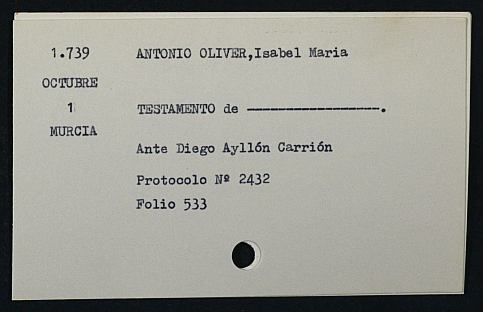 1.739 ANTONIO OLIVER,Isabel Maria
OCTUBRE
1 TESTAMENTO de —————————.
MURCIA
Ante Diego Ayllón Carrión
Protocolo Nº 2432
Folio 533